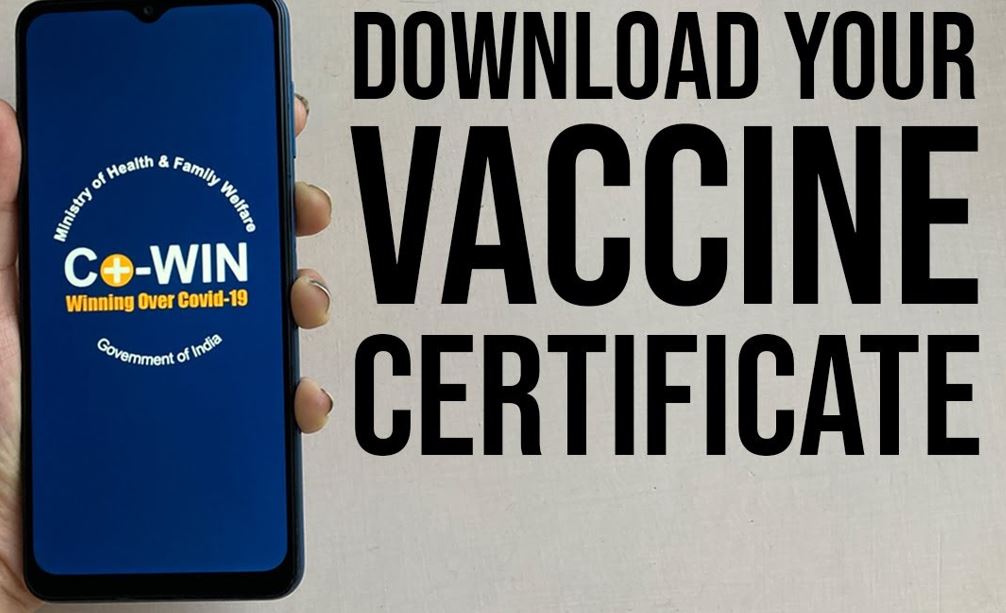 DOWNLOAD YOUR
VACCINE
CERTIFICATE
Ministry of Health & Family Welfare
Co-WIN
Winning Over Covid-19
Government of India